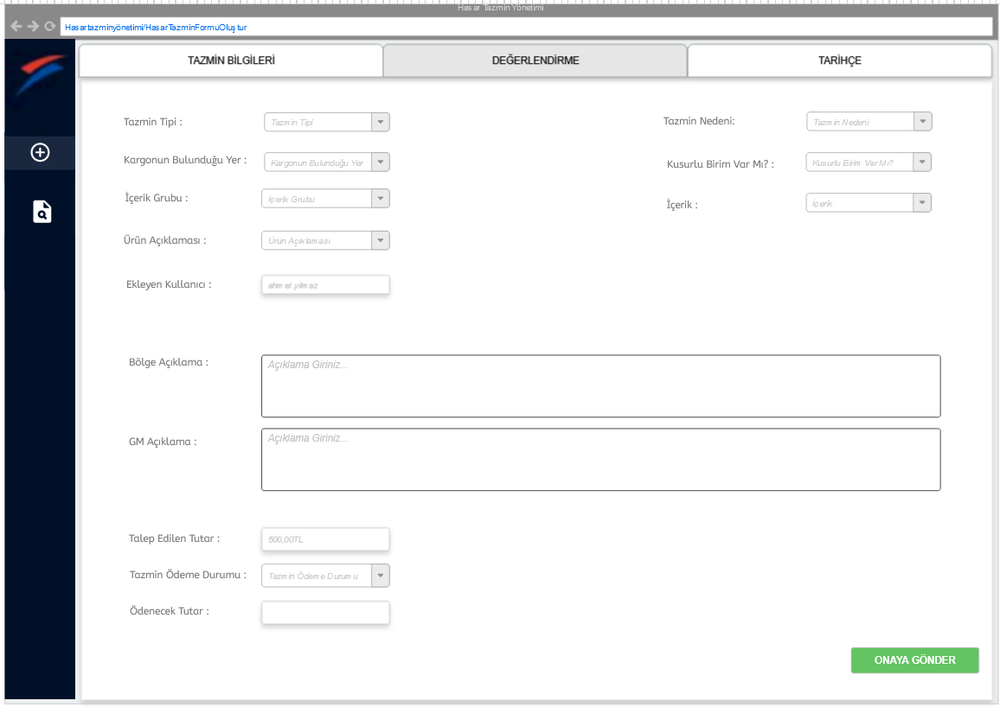 Hasar Tazmin Yönetimi
Hasartazminyönetimi/HasarTazminFormuOluştur
TAZMİN BİLGİLERİ
DEĞERLENDİRME
TARİHÇE
Tazmin Tipi :
Tazmin Tipi
Tazmin Nedeni:
Tazmin Nedeni
Kargonun Bulunduğu Yer :
Kargonun Bulunduğu Yer
Kusurlu Birim Var Mı? :
Kusurlu Birim Var Mı?
İçerik Grubu :
İçerik Grubu
İçerik :
İçerik
Ürün Açıklaması :
Ürün Açıklaması
Ekleyen Kullanıcı :
ahmet.yilmaz
Bölge Açıklama :
Açıklama Giriniz...
GM Açıklama :
Açıklama Giriniz...
Talep Edilen Tutar :
500,00TL
Tazmin Ödeme Durumu :
Tazmin Ödeme Durumu
Ödenecek Tutar :
ONAYA GÖNDER